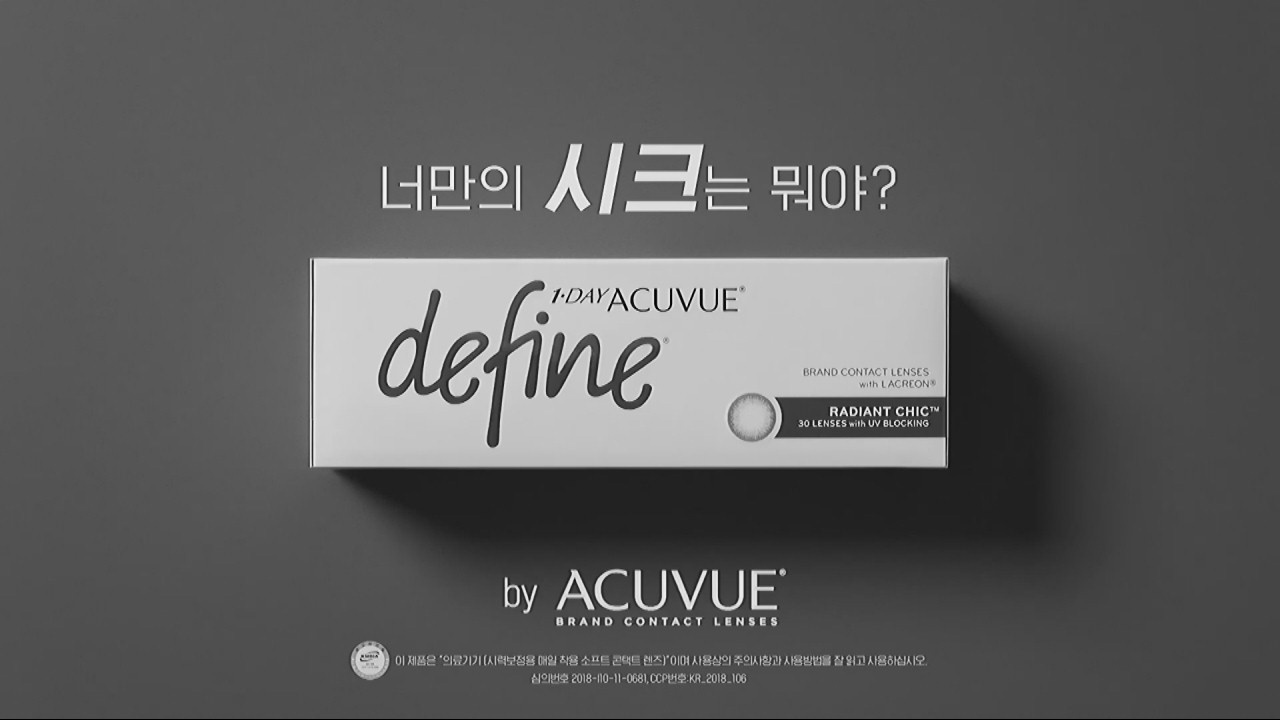 너만의 시크는 뭐야?
1·DAY ACUVUE®
define®
BRAND CONTACT LENSES
with LACREON®
RADIANT CHIC™
30 LENSES with UV BLOCKING
by ACUVUE®
BRAND CONTACT LENSES
이 제품은 "의료기기 (시력보정용 매일 착용 소프트 콘택트 렌즈)"이며 사용상의 주의사항과 사용방법을 잘 읽고 사용하십시오.
심의번호 2018-I10-11-0681, CCP번호:KR_2018_106